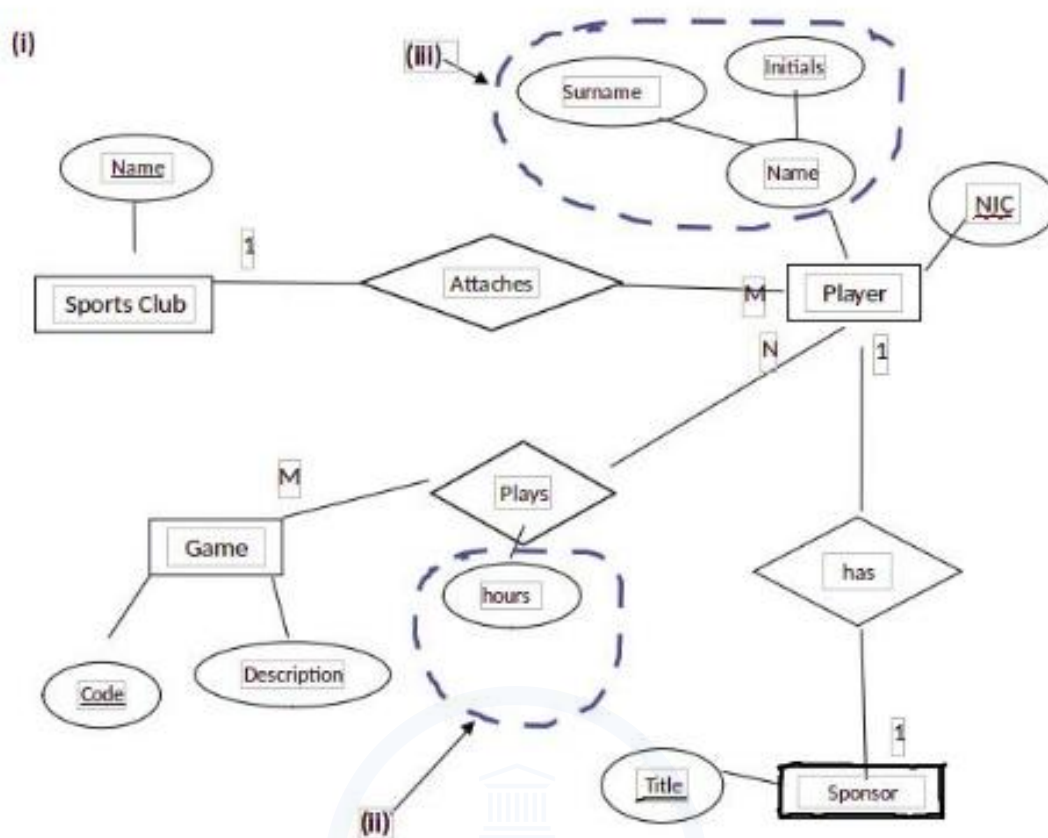 (i)
(iii)
Initials
Surname
Name
Name
NIC
1
Attaches
M
Player
Sports Club
N
1
M
Plays
Game
has
hours
Description
Code
1
Title
Sponsor
(ii)